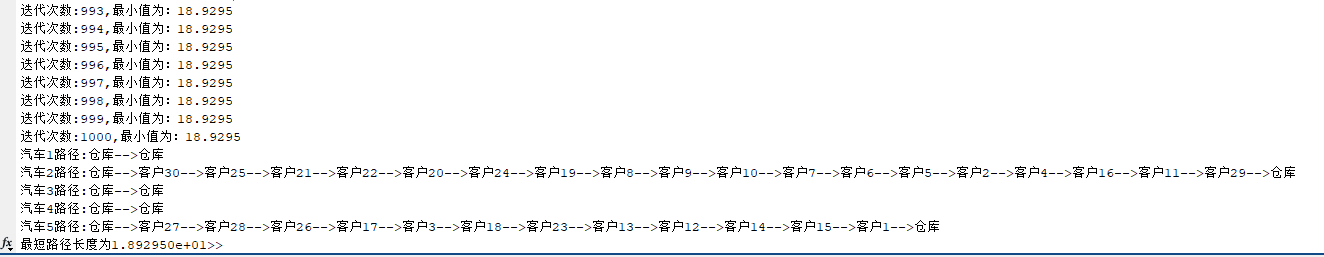 迭代次数:993,最小值为: 18.9295
迭代次数:994,最小值为: 18.9295
迭代次数:995,最小值为: 18.9295
迭代次数:996,最小值为: 18.9295
迭代次数:997,最小值为: 18.9295
迭代次数:998,最小值为: 18.9295
迭代次数:999,最小值为: 18.9295
迭代次数:1000,最小值为: 18.9295
汽车1路径:仓库-->仓库
汽车2路径:仓库-->客户30-->客户25-->客户21-->客户22-->客户20-->客户24-->客户19-->客户8-->客户9-->客户10-->客户7-->客户6-->客户5-->客户2-->客户4-->客户16-->客户11-->客户29-->仓库
汽车3路径:仓库-->仓库
汽车4路径:仓库-->仓库
汽车5路径:仓库-->客户27-->客户28-->客户26-->客户17-->客户3-->客户18-->客户23-->客户13-->客户12-->客户14-->客户15-->客户1-->仓库
fx 最短路径长度为1.892950e+01>>